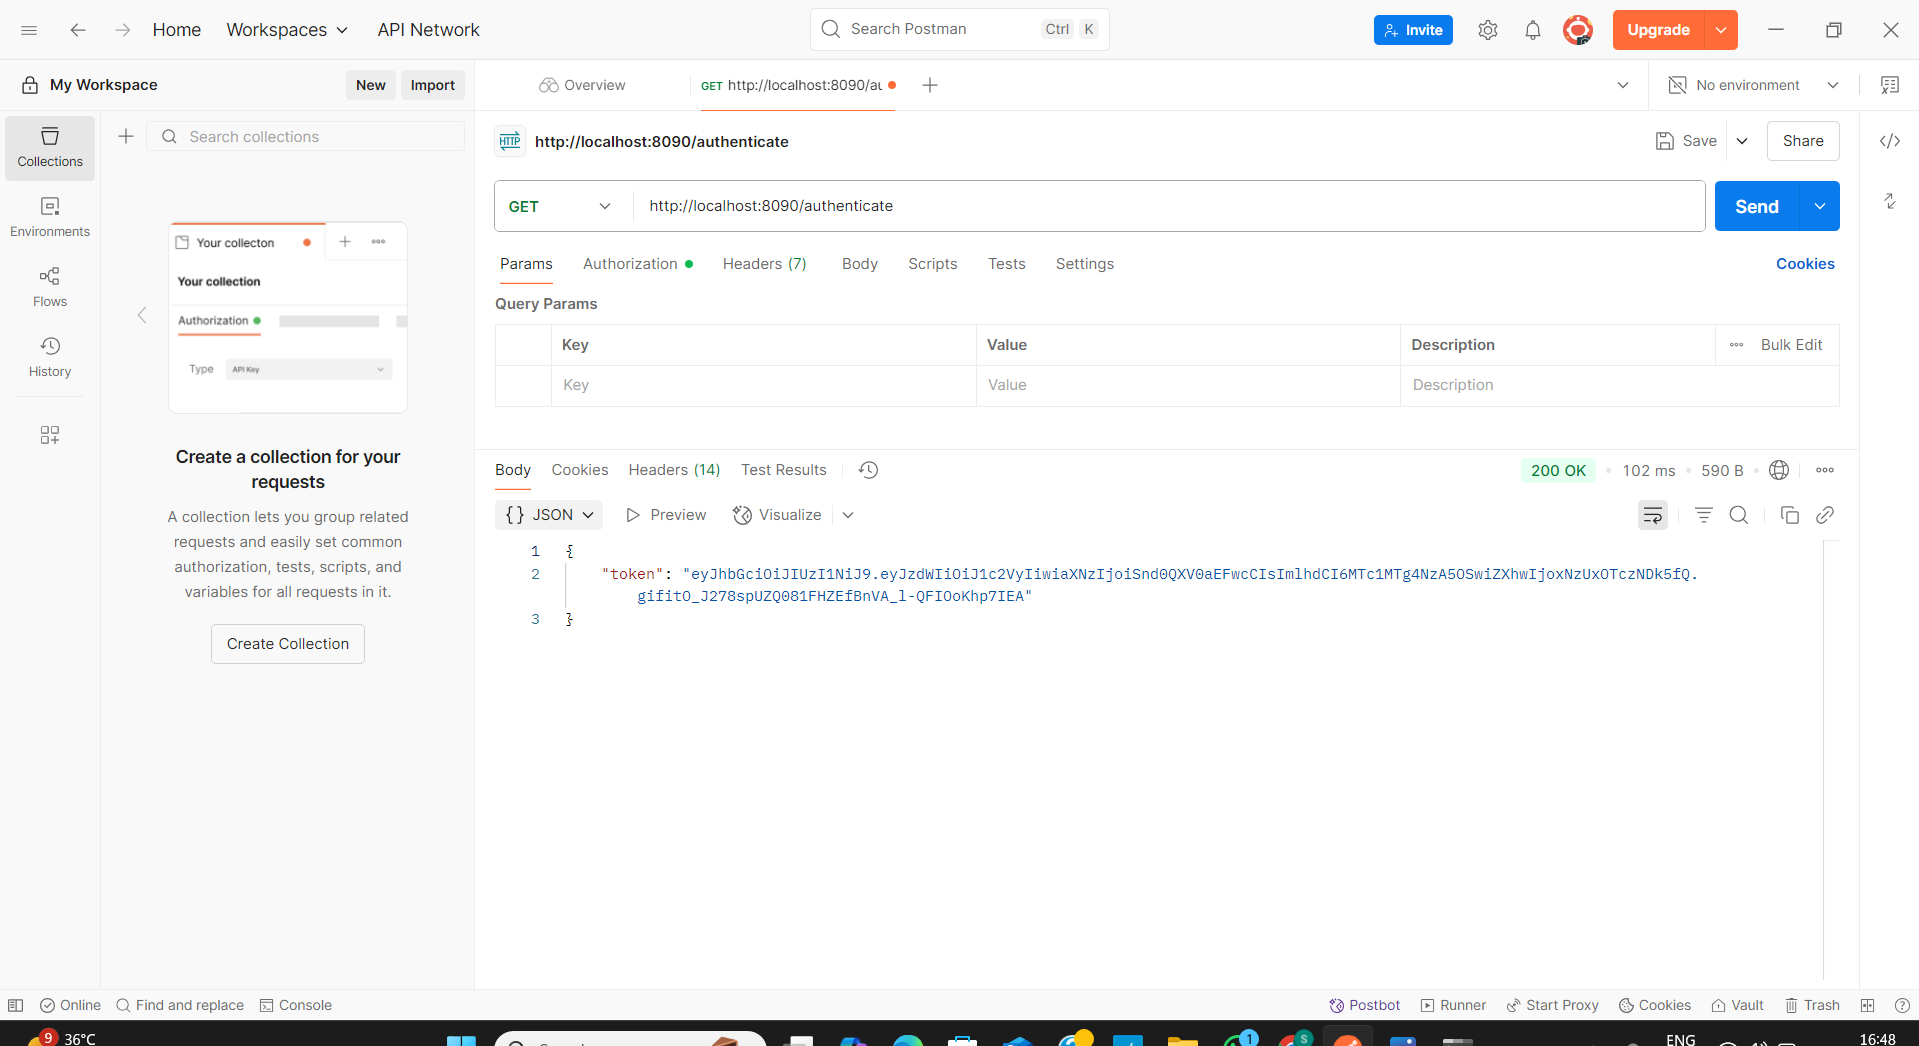 Home
Workspaces
API Network
Search Postman
Ctrl K
Invite
Upgrade
My Workspace
New
Import
Overview
GET http://localhost:8090/au
No environment
Collections
Environments
Flows
History
Search collections
Your collecton
Your collection
Authorization
Type
API Key
Create a collection for your
requests
A collection lets you group related
requests and easily set common
authorization, tests, scripts, and
variables for all requests in it.
Create Collection
HTTP
http://localhost:8090/authenticate
Save
Share
GET
http://localhost:8090/authenticate
Send
Params
Authorization
Headers (7)
Body
Scripts
Tests
Settings
Cookies
Query Params
Key
Value
Description
Bulk Edit
Key
Value
Description
Body
Cookies
Headers (14)
Test Results
200 OK
102 ms
590 B
{ } JSON
Preview
Visualize
1 {
2 "token": "eyJhbGciOiJIUzI1NiJ9.eyJzdWIiOiJ1c2VyIiwiaXNzIjoiSnd0QXV0aEFwcCIsImlhdCI6MTc1MTg4NzA5OSwiZXhwIjoxNzUxOTczNDk5fQ.
gifitO_J278spUZQ081FHZEfBnVA_l-QFIOoKhp7IEA"
3 }
Online
Find and replace
Console
Postbot
Runner
Start Proxy
Cookies
Vault
Trash
9
36°C
1
S
ENG
16:48